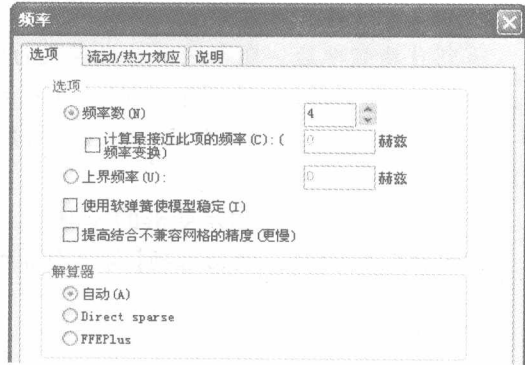 频率
选项 流动/热力效应 说明
选项
频率数(N) 4
计算最接近此项的频率(C):( 0 赫兹
频率变换)
上界频率(U): 0 赫兹
使用软弹簧使模型稳定(I)
提高结合不兼容网格的精度(更慢)
解算器
自动(A)
Direct sparse
FFEPlus